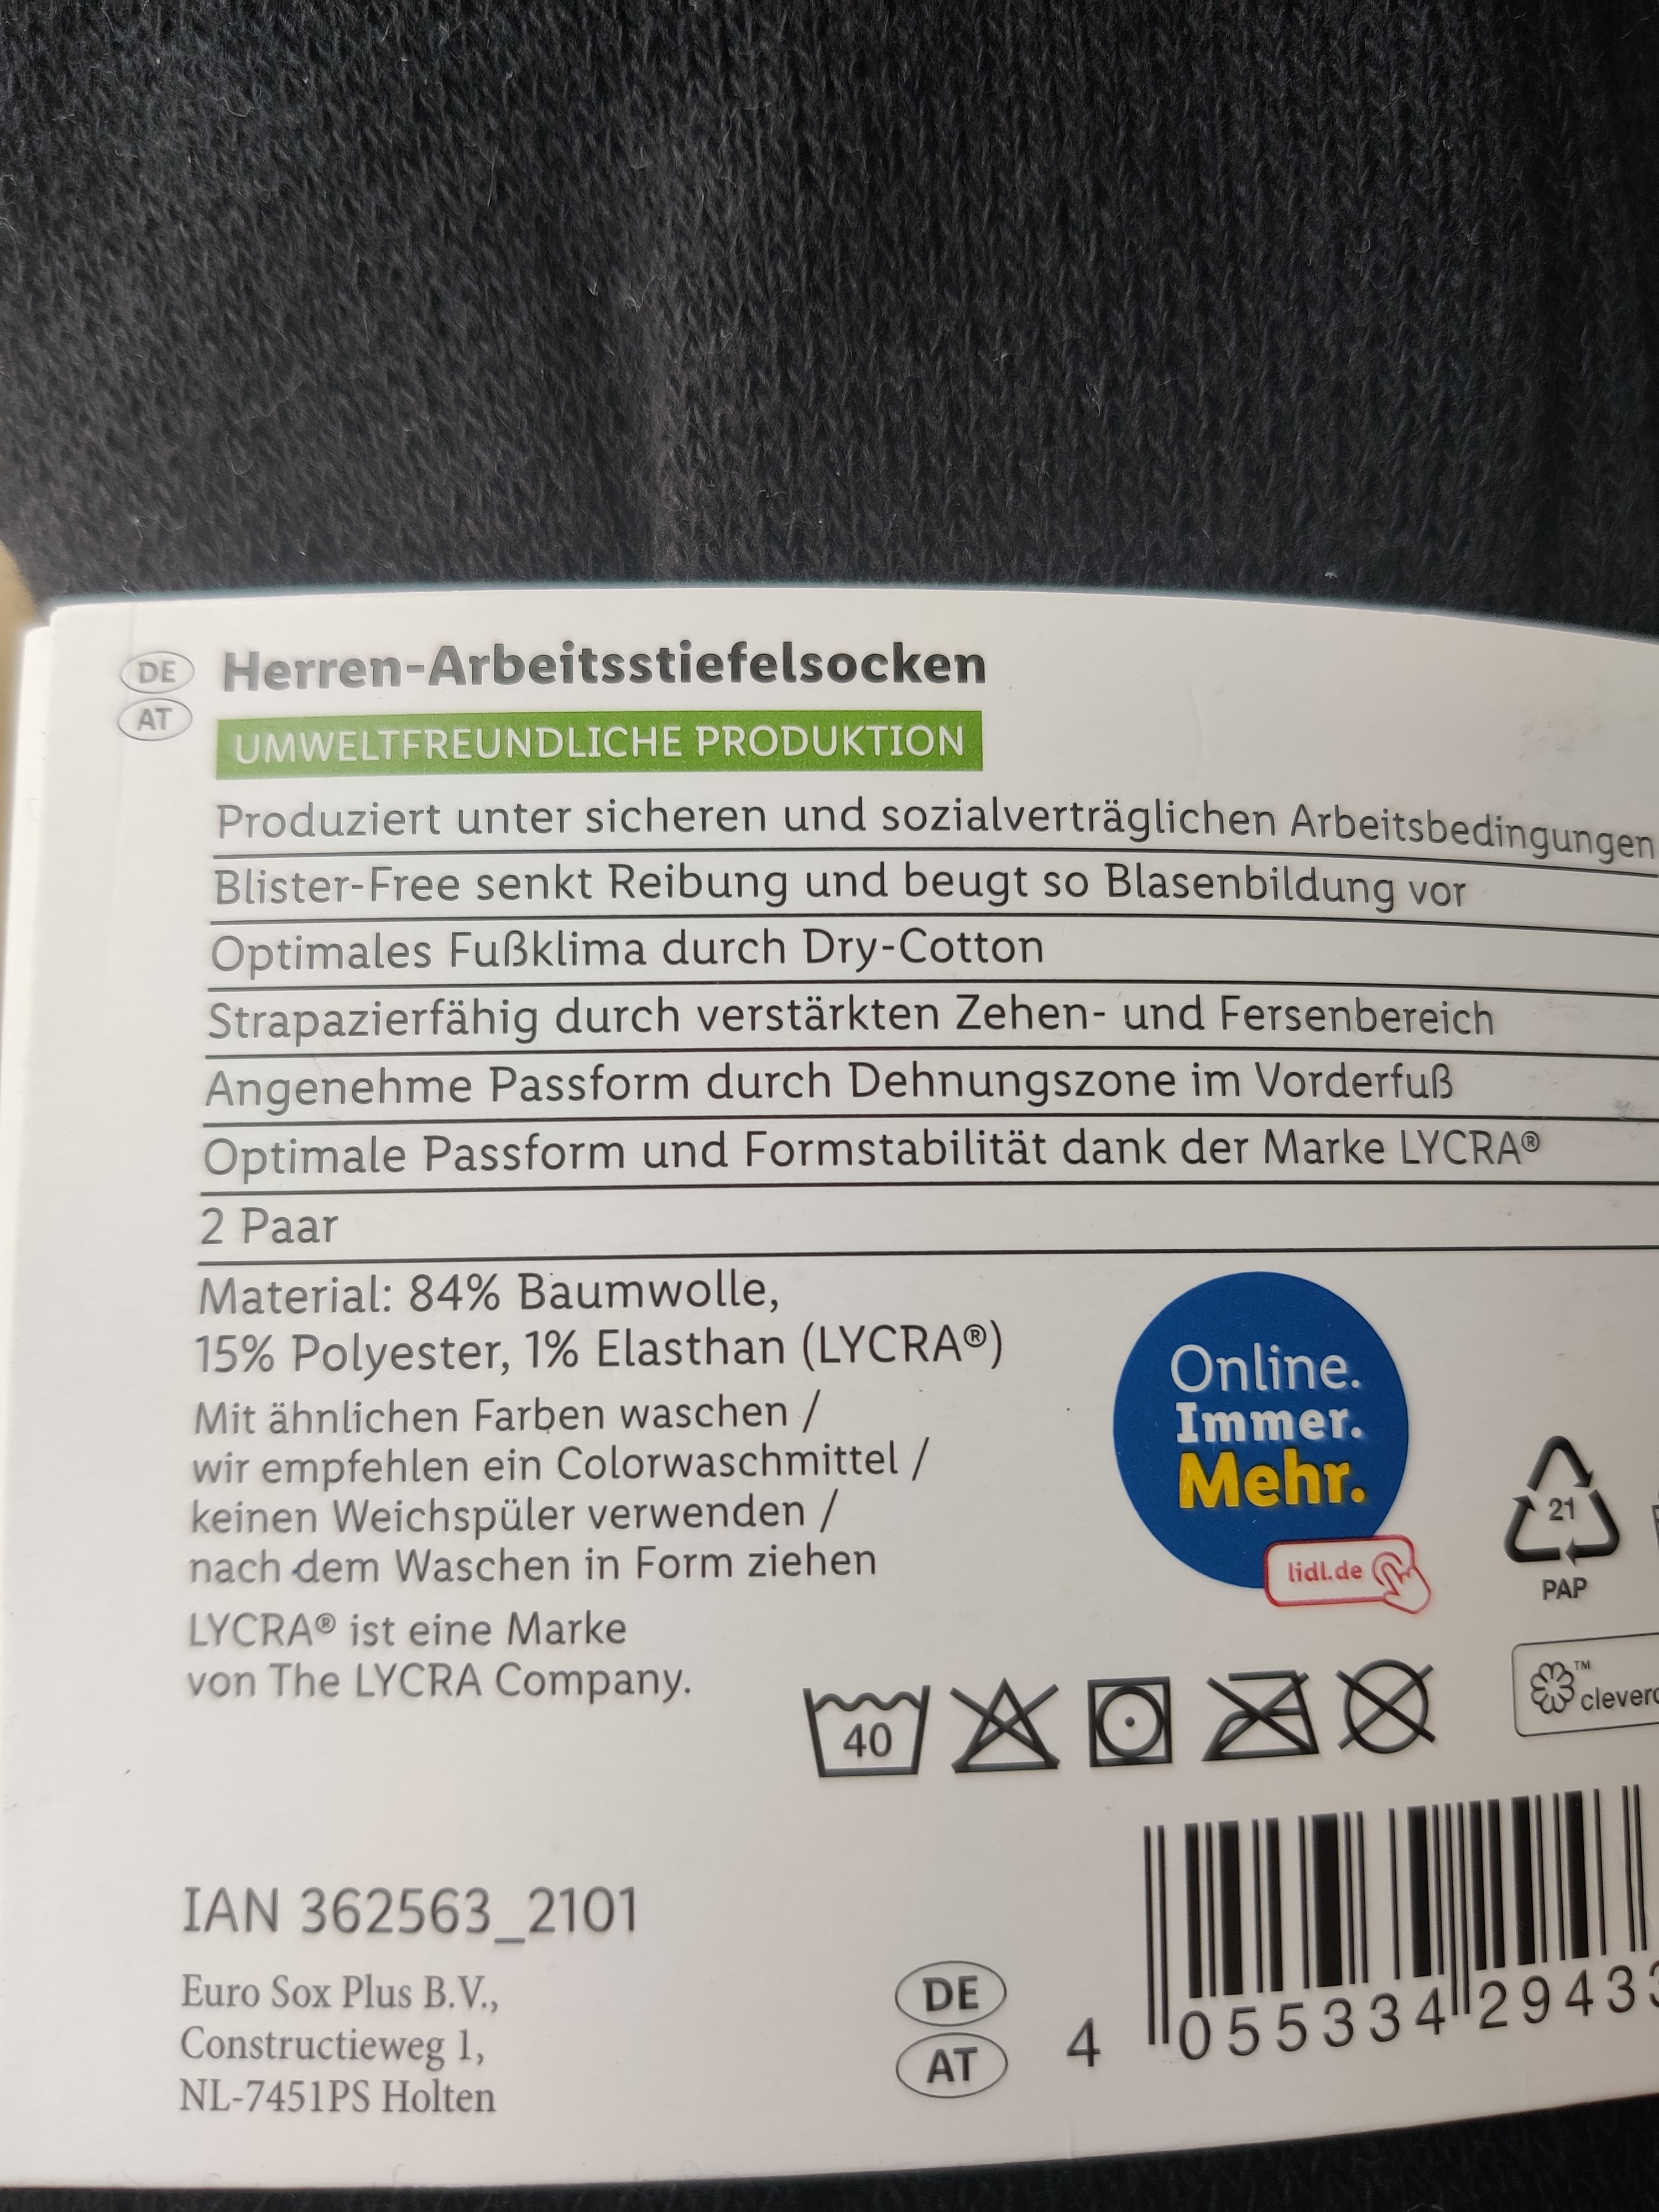 DE
AT
Herren-Arbeitsstiefelsocken
UMWELTFREUNDLICHE PRODUKTION
Produziert unter sicheren und sozialverträglichen Arbeitsbedingungen
Blister-Free senkt Reibung und beugt so Blasenbildung vor
Optimales Fußklima durch Dry-Cotton
Strapazierfähig durch verstärkten Zehen- und Fersenbereich
Angenehme Passform durch Dehnungszone im Vorderfuß
Optimale Passform und Formstabilität dank der Marke LYCRA®
2 Paar
Material: 84% Baumwolle,
15% Polyester, 1% Elasthan (LYCRA®)
Mit ähnlichen Farben waschen /
wir empfehlen ein Colorwaschmittel /
keinen Weichspüler verwenden /
nach dem Waschen in Form ziehen
LYCRA® ist eine Marke
von The LYCRA Company.
Online.
Immer.
Mehr.
lidl.de
21
PAP
40
IAN 362563_2101
Euro Sox Plus B.V.,
Constructieweg 1,
NL-7451PS Holten
DE
AT
4 055334 29433